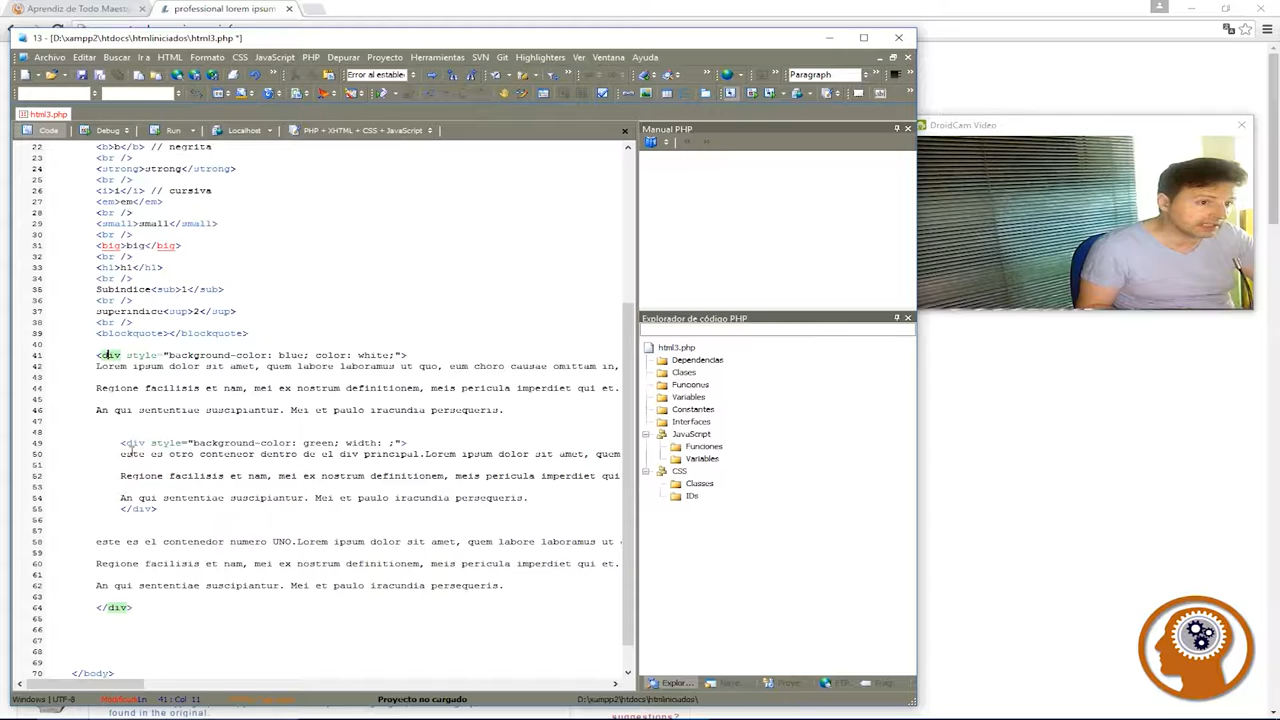 Aprendiz de Todo Maest
professional lorem ipsum
13 - [D:\xampp2\htdocs\htmliniciados\html3.php *]
Archivo Editar Buscar Ir a HTML Formato CSS JavaScript PHP Depurar Proyecto Herramientas SVN Git Highlighters Ver Ventana Ayuda
Error al estable
Paragraph
html3.php
Code Debug Run Localhost PHP + XHTML + CSS + JavaScript
Manual PHP
DroidCam Video
22 <b>b</b> // negrita
23 <br />
24 <strong>strong</strong>
25 <br />
26 <i>i</i> // cursiva
27 <em>em</em>
28 <br />
29 <small>small</small>
30 <br />
31 <big>big</big>
32 <br />
33 <h1>h1</h1>
34 <br />
35 Subindice<sub>1</sub>
36 <br />
37 superindice<sup>2</sup>
38 <br />
39 <blockquote></blockquote>
40
41 <div style="background-color: blue; color: white;">
42 Lorem ipsum dolor sit amet, quem labore laboramus ut quo, eum choro causae omittam in,
43
44 Regione facilisis et nam, mei ex nostrum definitionem, meis pericula imperdiet qui et.
45
46 An qui sententiae suscipiantur. Mei et paulo iracundia persequeris.
47
48
49 <div style="background-color: green; width: ;">
50 este es otro contenor dentro de el div principal.Lorem ipsum dolor sit amet, quem
51
52 Regione facilisis et nam, mei ex nostrum definitionem, meis pericula imperdiet qui
53
54 An qui sententiae suscipiantur. Mei et paulo iracundia persequeris.
55 </div>
56
57
58 este es el contenedor numero UNO.Lorem ipsum dolor sit amet, quem labore laboramus ut
59
60 Regione facilisis et nam, mei ex nostrum definitionem, meis pericula imperdiet qui et.
61
62 An qui sententiae suscipiantur. Mei et paulo iracundia persequeris.
63
64 </div>
65
66
67
68
69
70 </body>
Explorador de código PHP
html3.php
Dependencias
Clases
Funciones
Variables
Constantes
Interfaces
JavaScript
Funciones
Variables
CSS
Classes
IDs
Explor...
Windows | UTF-8 Ln 41: Col 11 Proyecto no cargado D:\xampp2\htdocs\htmliniciados\
found in the original.
suggestions?